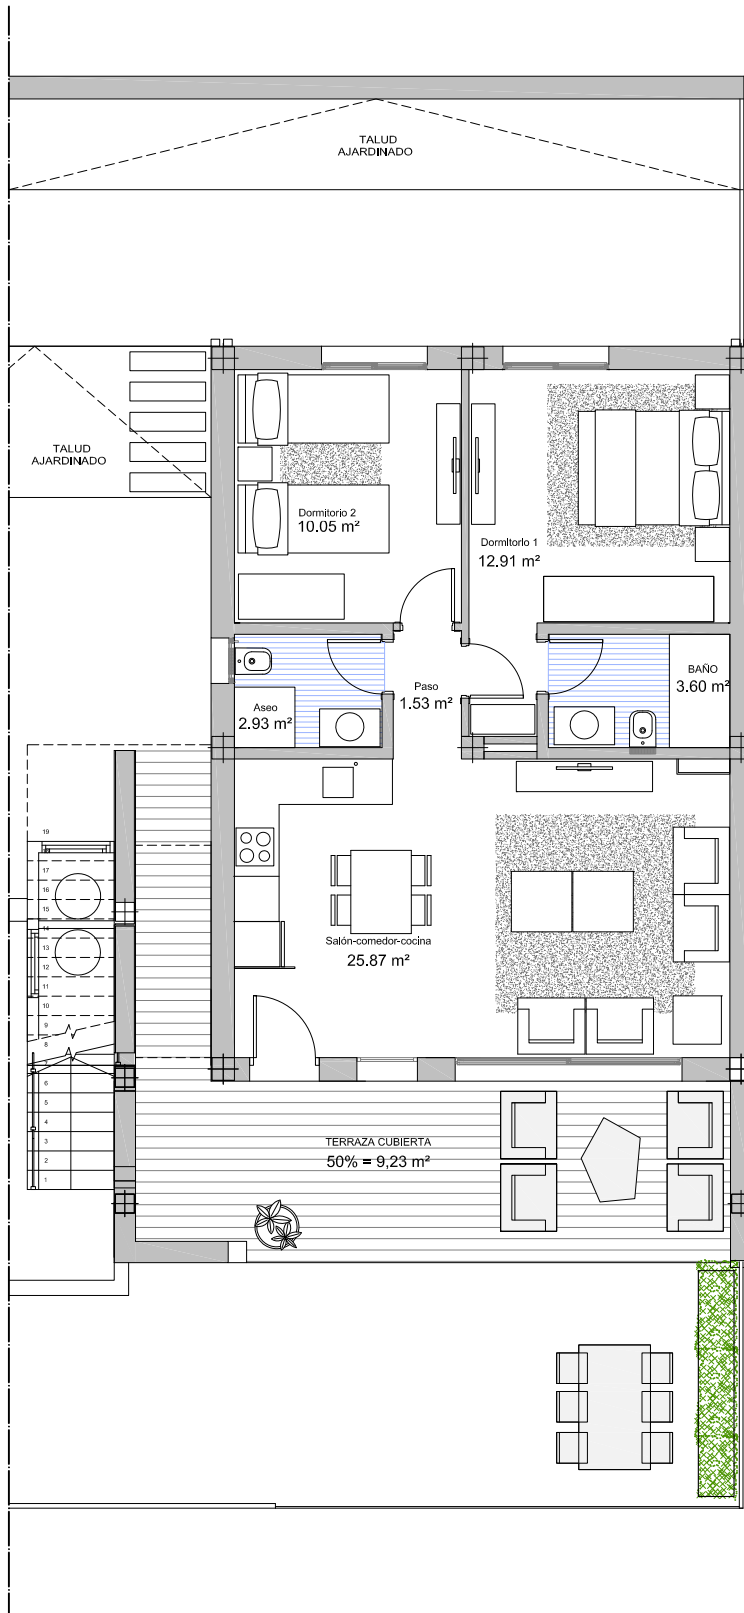 TALUD
AJARDINADO
TALUD
AJARDINADO
Dormitorio 2
10.05 m²
Dormitorio 1
12.91 m²
Aseo
2.93 m²
Paso
1.53 m²
BAÑO
3.60 m²
19
17
16
15
14
13
12
11
10
9
8
7
6
5
4
3
2
1
Salón-comedor-cocina
25.87 m²
TERRAZA CUBIERTA
50% = 9,23 m²